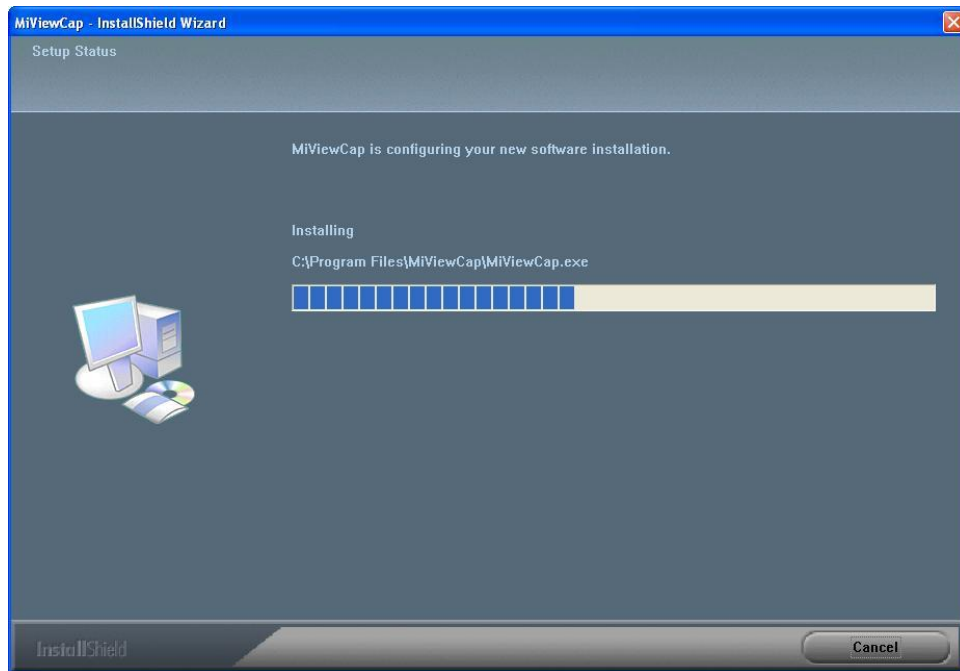 MiViewCap - InstallShield Wizard
Setup Status
MiViewCap is configuring your new software installation.
Installing
C:\Program Files\MiViewCap\MiViewCap.exe
InstallShield
Cancel